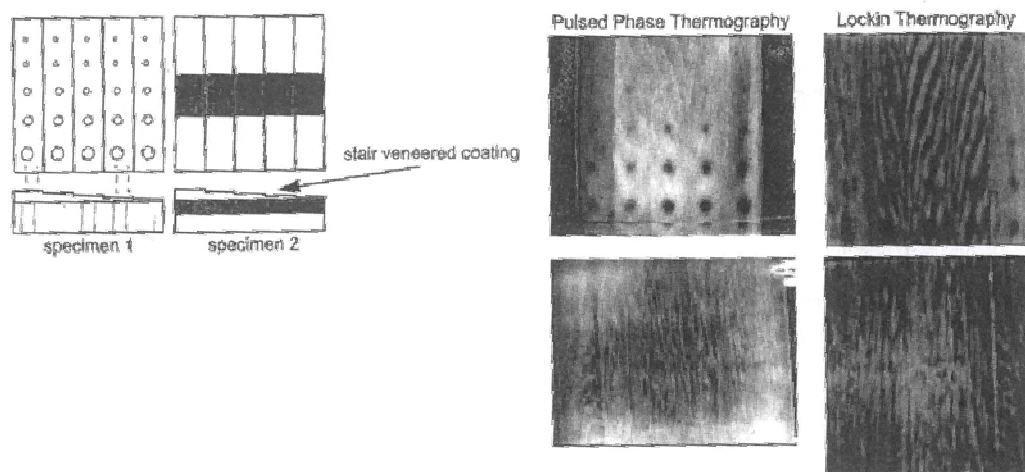 Pulsed Phase Thermography
Lockin Thermography
stair veneered coating
specimen 1
specimen 2